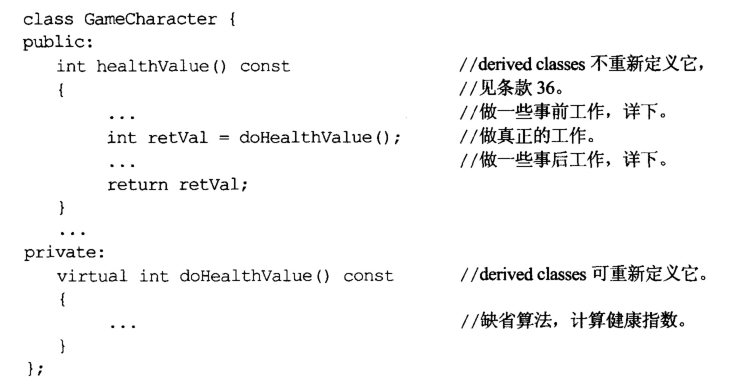 class GameCharacter {
public:
    int healthValue() const                //derived classes 不重新定义它，
    {                                      //见条款 36。
        ...                                //做一些事前工作，详下。
        int retVal = doHealthValue();      //做真正的工作。
        ...                                //做一些事后工作，详下。
        return retVal;
    }
    ...
private:
    virtual int doHealthValue() const      //derived classes 可重新定义它。
    {
        ...                                //缺省算法，计算健康指数。
    }
};